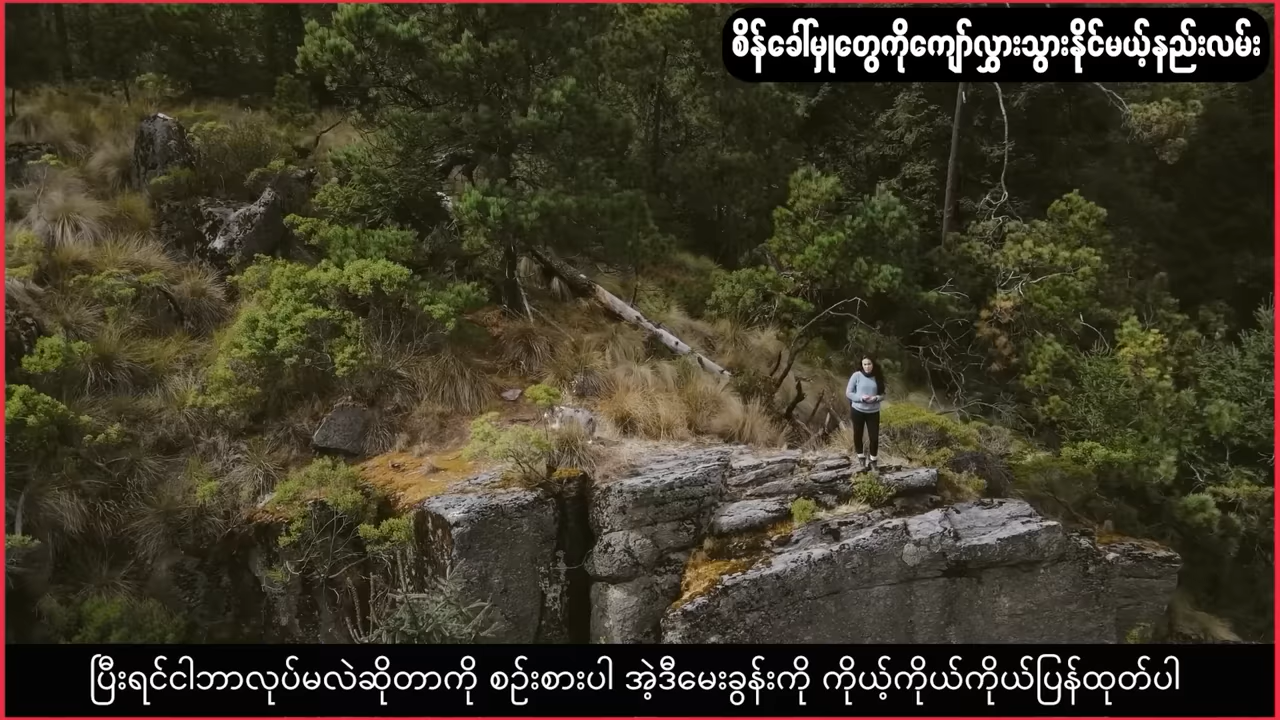 စိန်ခေါ်မှုတွေကိုကျော်လွှားသွားနိုင်မယ့်နည်းလမ်း
ပြီးရင်ငါဘာလုပ်မလဲဆိုတာကို စဉ်းစားပါ အဲ့ဒီမေးခွန်းကို ကိုယ့်ကိုယ်ကိုယ်ပြန်ထုတ်ပါ